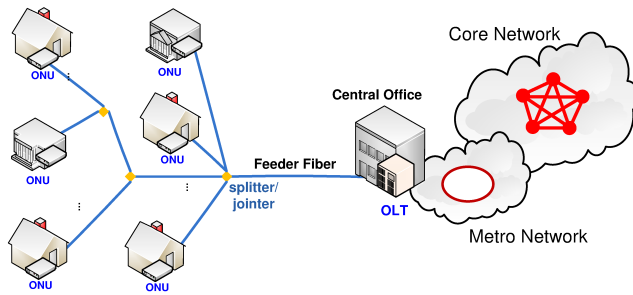 Core Network
ONU
ONU
Central Office
ONU
ONU
Feeder Fiber
splitter/
jointer
OLT
Metro Network
ONU
ONU